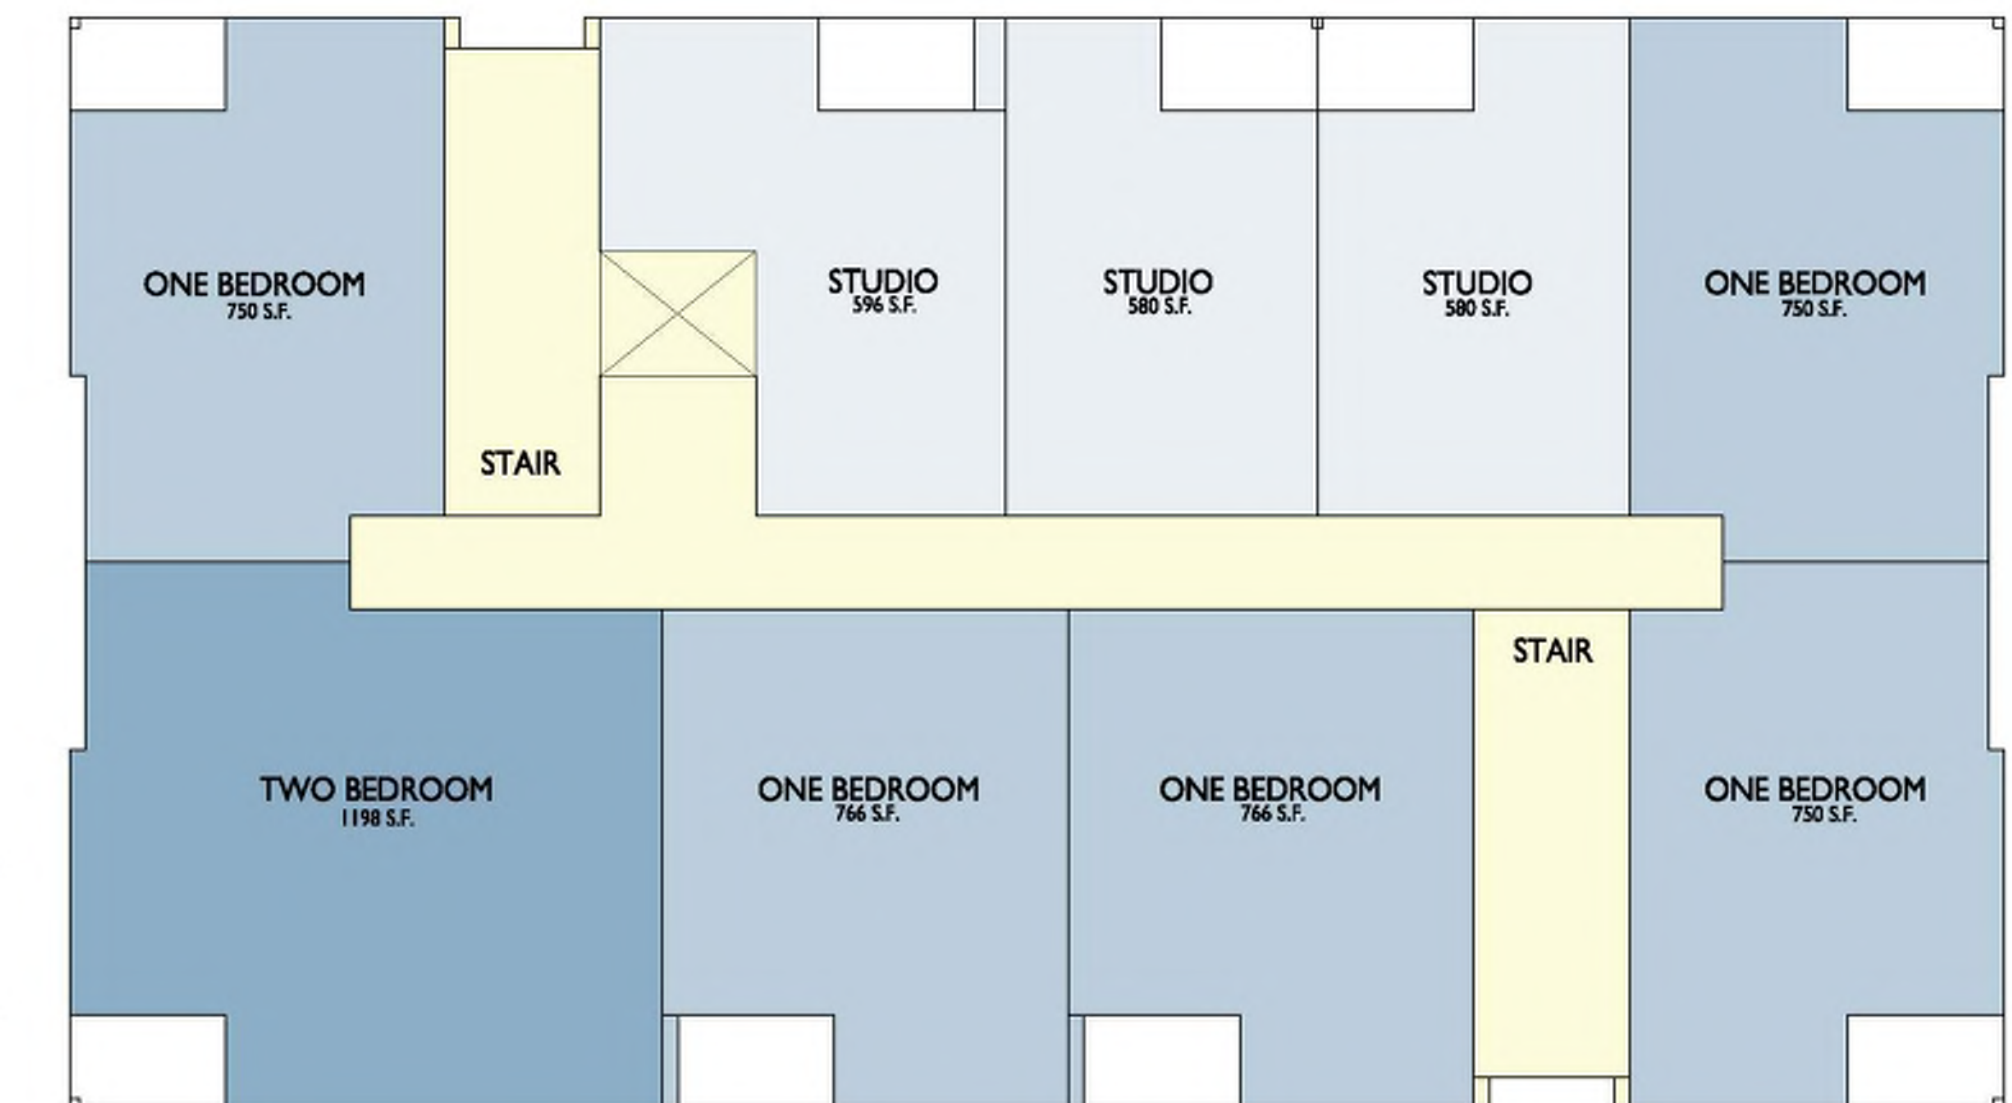 ONE BEDROOM
750 S.F.
STAIR
STUDIO
596 S.F.
STUDIO
580 S.F.
STUDIO
580 S.F.
ONE BEDROOM
750 S.F.
TWO BEDROOM
1198 S.F.
ONE BEDROOM
766 S.F.
ONE BEDROOM
766 S.F.
STAIR
ONE BEDROOM
750 S.F.